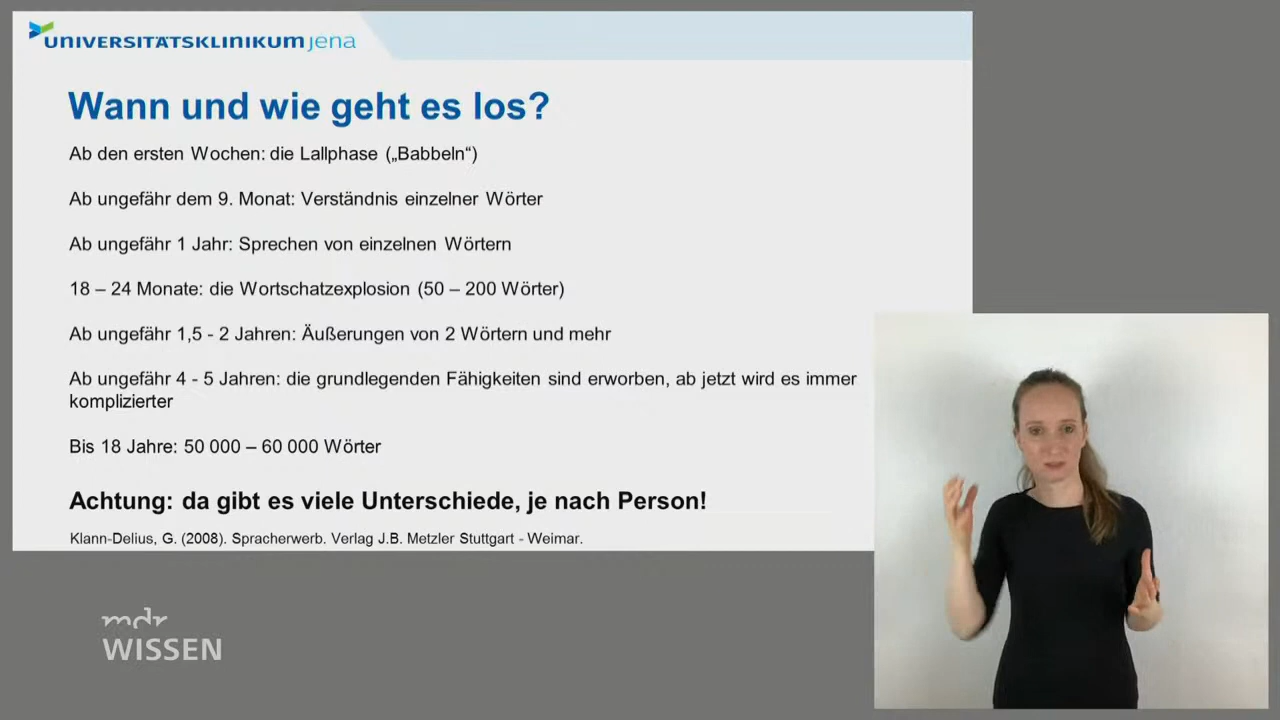 UNIVERSITÄTSKLINIKUM jena
Wann und wie geht es los?
Ab den ersten Wochen: die Lallphase („Babbeln“)
Ab ungefähr dem 9. Monat: Verständnis einzelner Wörter
Ab ungefähr 1 Jahr: Sprechen von einzelnen Wörtern
18 – 24 Monate: die Wortschatzexplosion (50 – 200 Wörter)
Ab ungefähr 1,5 - 2 Jahren: Äußerungen von 2 Wörtern und mehr
Ab ungefähr 4 - 5 Jahren: die grundlegenden Fähigkeiten sind erworben, ab jetzt wird es immer
komplizierter
Bis 18 Jahre: 50 000 – 60 000 Wörter
Achtung: da gibt es viele Unterschiede, je nach Person!
Klann-Delius, G. (2008). Spracherwerb. Verlag J.B. Metzler Stuttgart - Weimar.
mdr
WISSEN